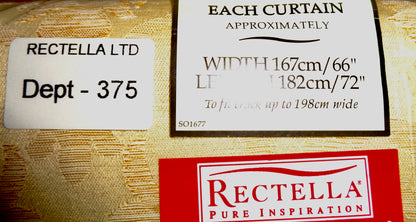 RECTELLA LTD
Dept - 375
EACH CURTAIN
APPROXIMATELY
WIDTH 167cm/66"
182cm/72"
To fit up to 198cm wide
SO1677
RECTELLA®
PURE INSPIRATION